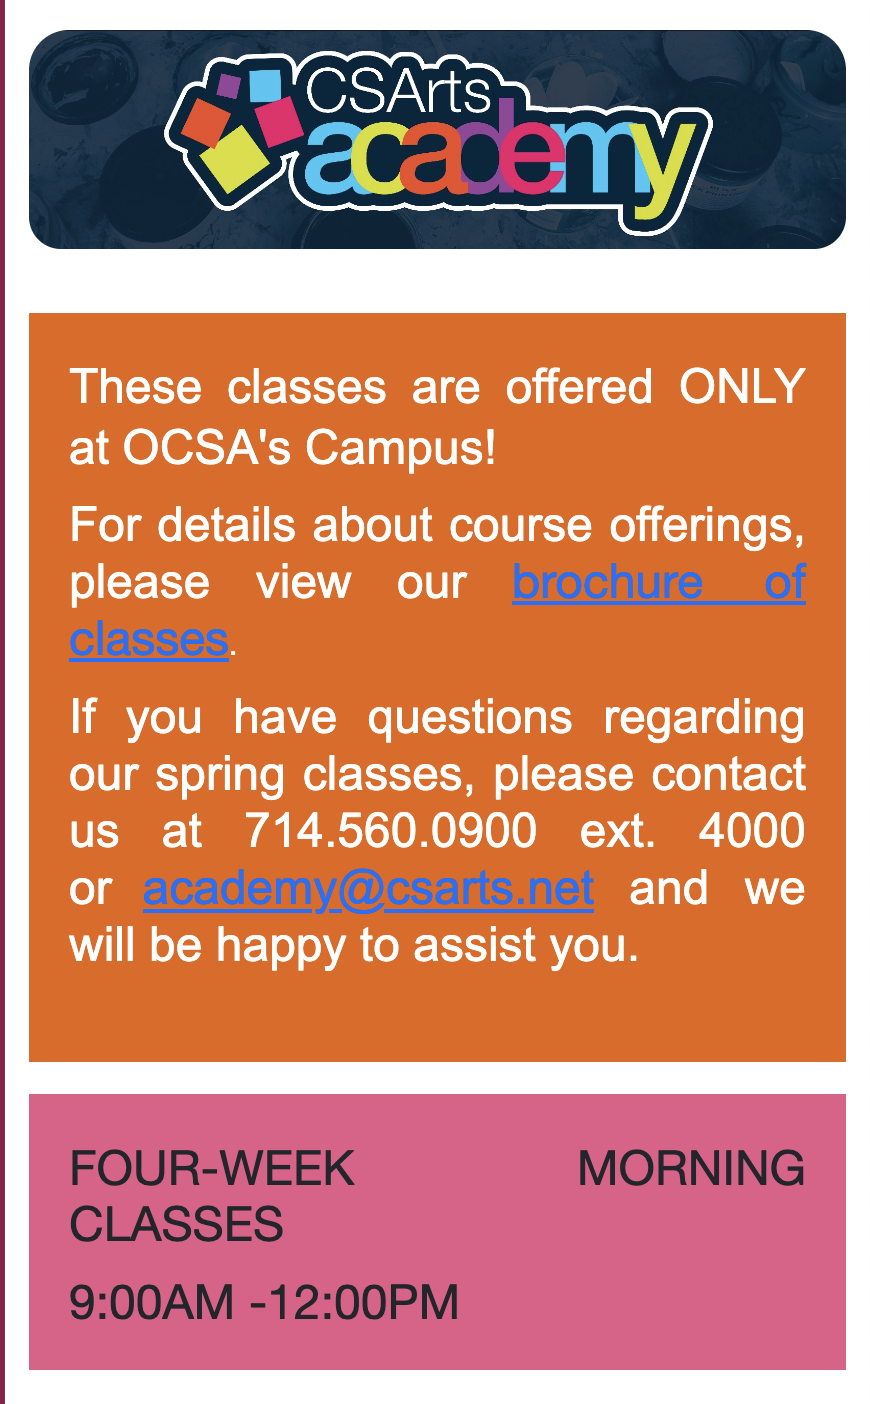 CSArts
academy
These classes are offered ONLY
at OCSA's Campus!
For details about course offerings,
please view our brochure of
classes.
If you have questions regarding
our spring classes, please contact
us at 714.560.0900 ext. 4000
or academy@csarts.net and we
will be happy to assist you.
FOUR-WEEK MORNING
CLASSES
9:00AM -12:00PM